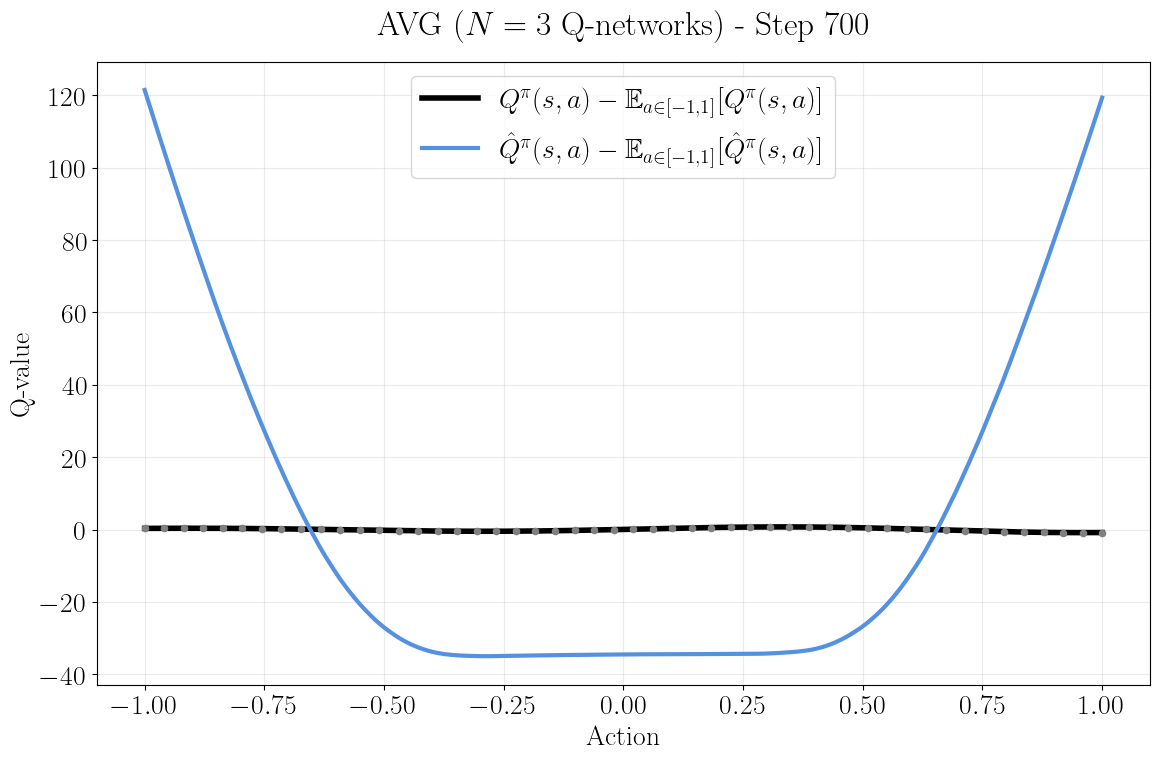 AVG (N = 3 Q-networks) - Step 700
Q^π(s, a) − 𝔼_{a∈[−1,1]}[Q^π(s, a)]
Q̂^π(s, a) − 𝔼_{a∈[−1,1]}[Q̂^π(s, a)]
120
100
80
60
40
20
0
−20
−40
Q-value
−1.00 −0.75 −0.50 −0.25 0.00 0.25 0.50 0.75 1.00
Action